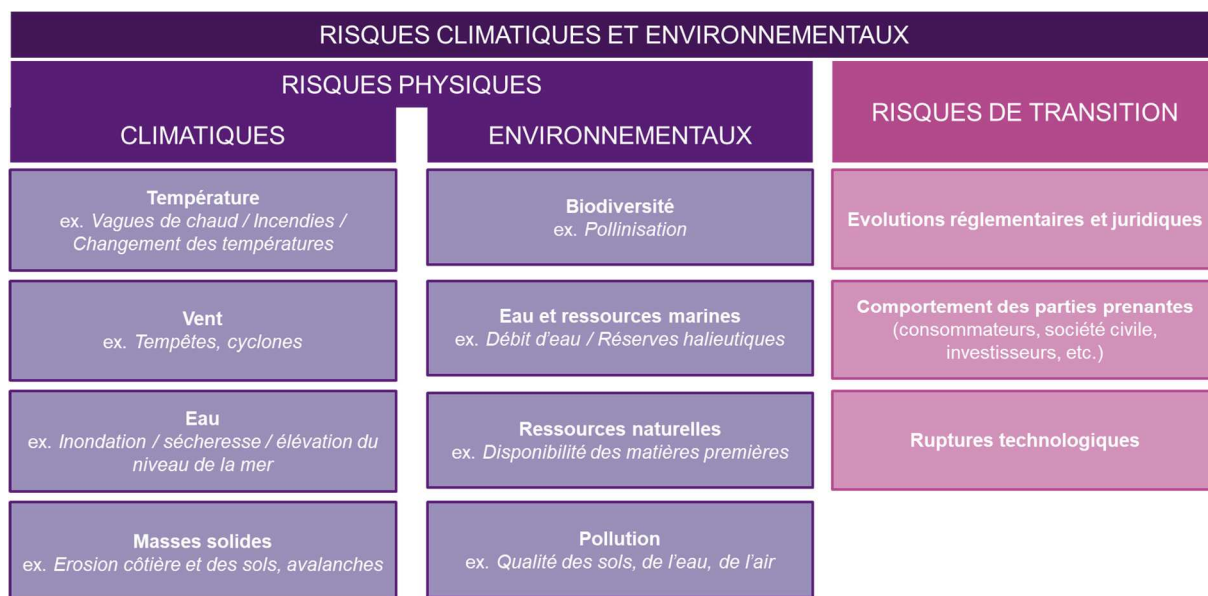 RISQUES CLIMATIQUES ET ENVIRONNEMENTAUX
RISQUES PHYSIQUES
CLIMATIQUES
Température
ex. Vagues de chaud / Incendies /
Changement des températures
Vent
ex. Tempêtes, cyclones
Eau
ex. Inondation / sécheresse / élévation du
niveau de la mer
Masses solides
ex. Erosion côtière et des sols, avalanches
ENVIRONNEMENTAUX
Biodiversité
ex. Pollinisation
Eau et ressources marines
ex. Débit d'eau / Réserves halieutiques
Ressources naturelles
ex. Disponibilité des matières premières
Pollution
ex. Qualité des sols, de l'eau, de l'air
RISQUES DE TRANSITION
Evolutions réglementaires et juridiques
Comportement des parties prenantes
(consommateurs, société civile,
investisseurs, etc.)
Ruptures technologiques